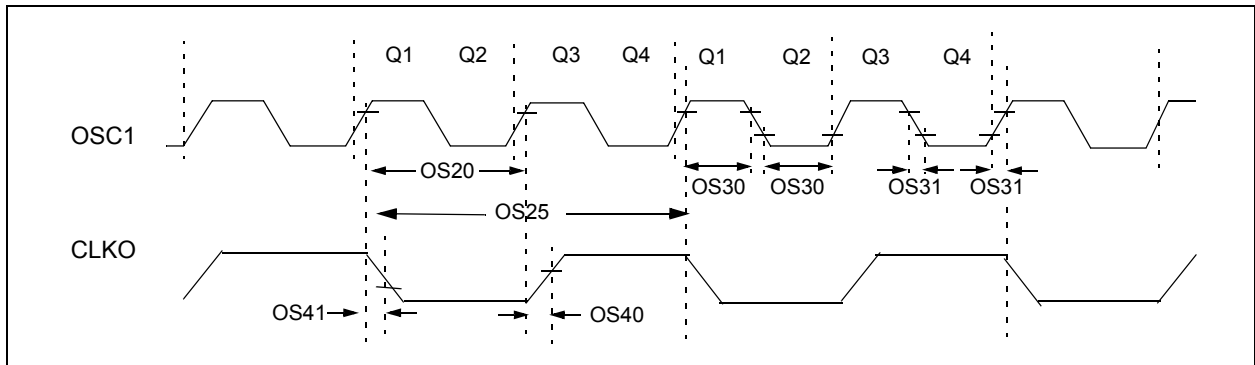 Q1 Q2 Q3 Q4 Q1 Q2 Q3 Q4
OSC1
OS20 OS30 OS30 OS31 OS31
OS25
CLKO
OS41 OS40